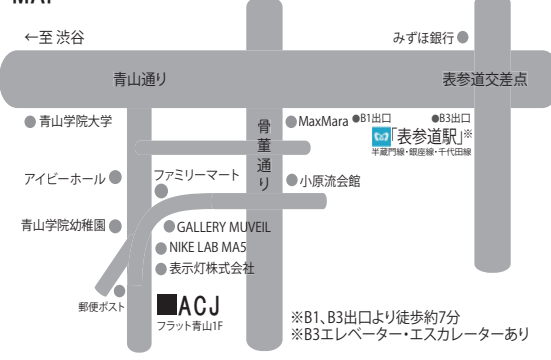 MAP
←至 渋谷
みずほ銀行
青山通り
表参道交差点
青山学院大学
骨董通り
MaxMara
B1出口
B3出口
「表参道駅」※
半蔵門線・銀座線・千代田線
アイビーホール
ファミリーマート
小原流会館
青山学院幼稚園
GALLERY MUVEIL
NIKE LAB MA5
表示灯株式会社
郵便ポスト
ACJ
フラット青山1F
※B1、B3出口より徒歩約7分
※B3エレベーター・エスカレーターあり